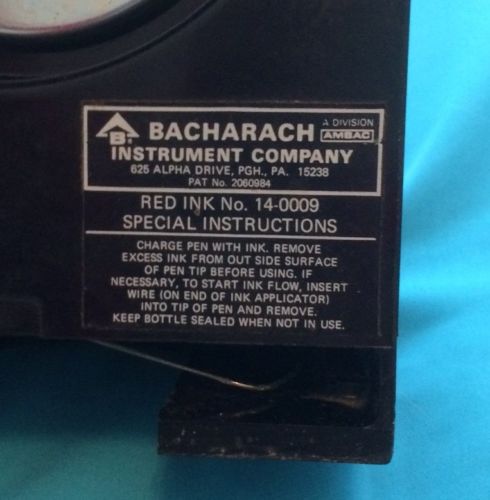 B® BACHARACH A DIVISION AMBAC
INSTRUMENT COMPANY
625 ALPHA DRIVE, PGH., PA. 15238
PAT No. 2060984
RED INK No. 14-0009
SPECIAL INSTRUCTIONS
CHARGE PEN WITH INK. REMOVE
EXCESS INK FROM OUT SIDE SURFACE
OF PEN TIP BEFORE USING. IF
NECESSARY, TO START INK FLOW, INSERT
WIRE (ON END OF INK APPLICATOR)
INTO TIP OF PEN AND REMOVE.
KEEP BOTTLE SEALED WHEN NOT IN USE.